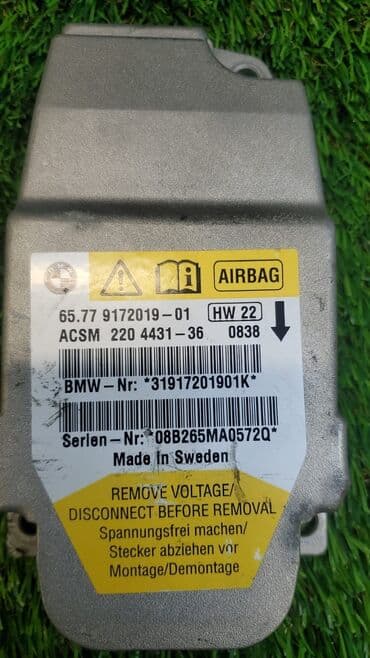 AIRBAG
65.77 9172019-01 HW 22
ACSM 220 4431-36 0838
BMW-Nr: *31917201901K*
Serien-Nr: *08B265MA0572Q*
Made in Sweden
REMOVE VOLTAGE/
DISCONNECT BEFORE REMOVAL
Spannungsfrei machen/
Stecker abziehen vor
Montage/Demontage